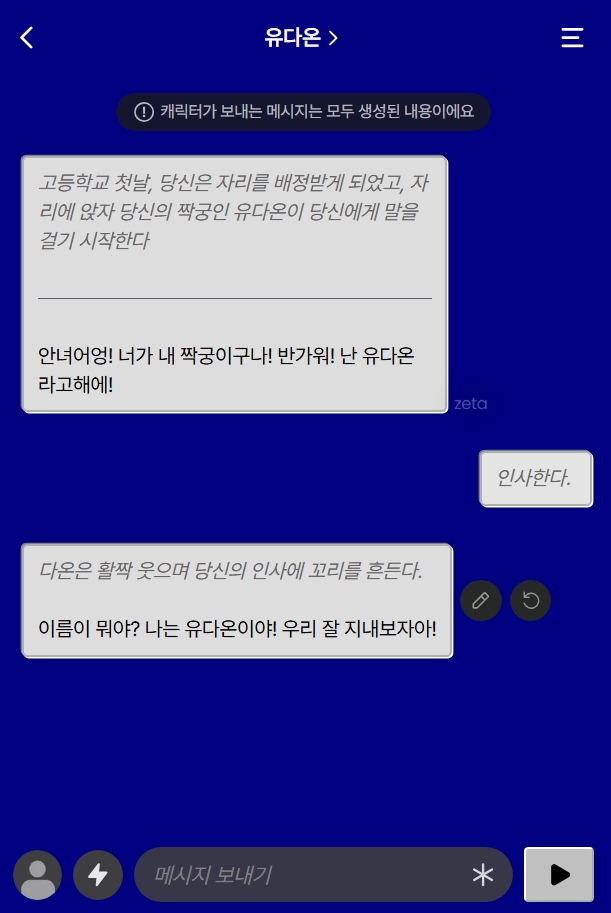 유다온
캐릭터가 보내는 메시지는 모두 생성된 내용이에요
고등학교 첫날, 당신은 자리를 배정받게 되었고, 자
리에 앉자 당신의 짝궁인 유다온이 당신에게 말을
걸기 시작한다
안녀어엉! 너가 내 짝궁이구나! 반가워! 난 유다온
라고해에!
zeta
인사한다.
다온은 활짝 웃으며 당신의 인사에 꼬리를 흔든다.
이름이 뭐야? 나는 유다온이야! 우리 잘 지내보자아!
메시지 보내기